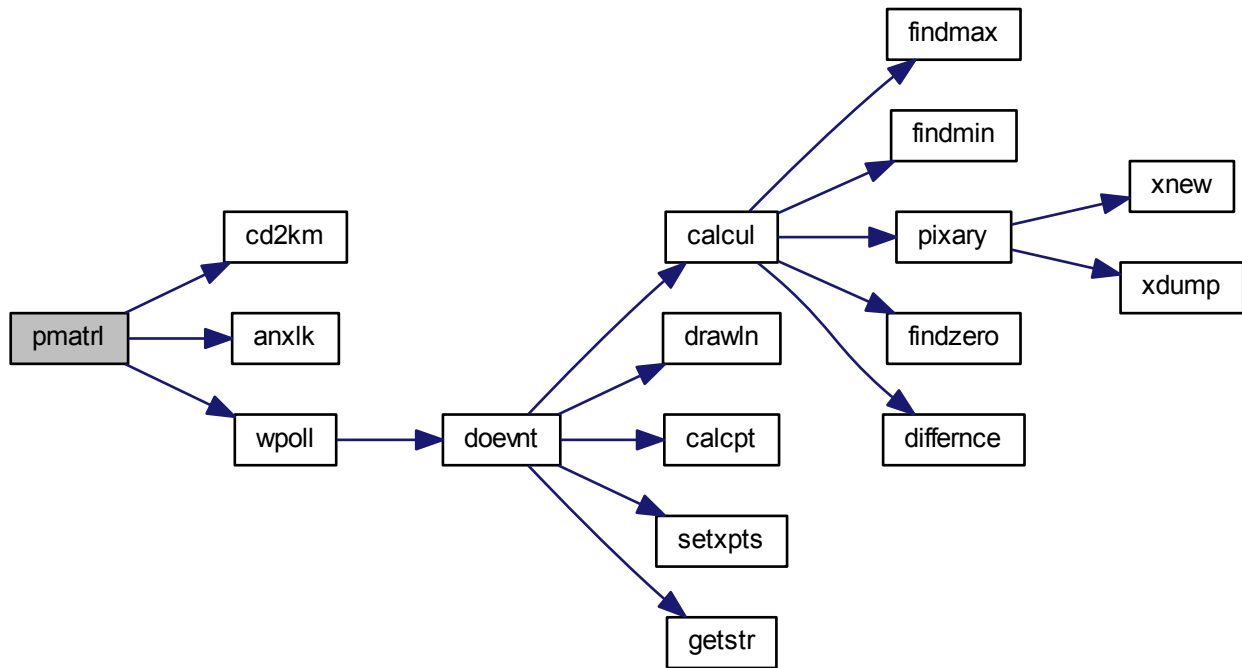 findmax
findmin
xnew
cd2km
calcul
pixary
xdump
pmatrl
anxlk
drawln
findzero
wpoll
doevnt
calcpt
differnce
setxpts
getstr